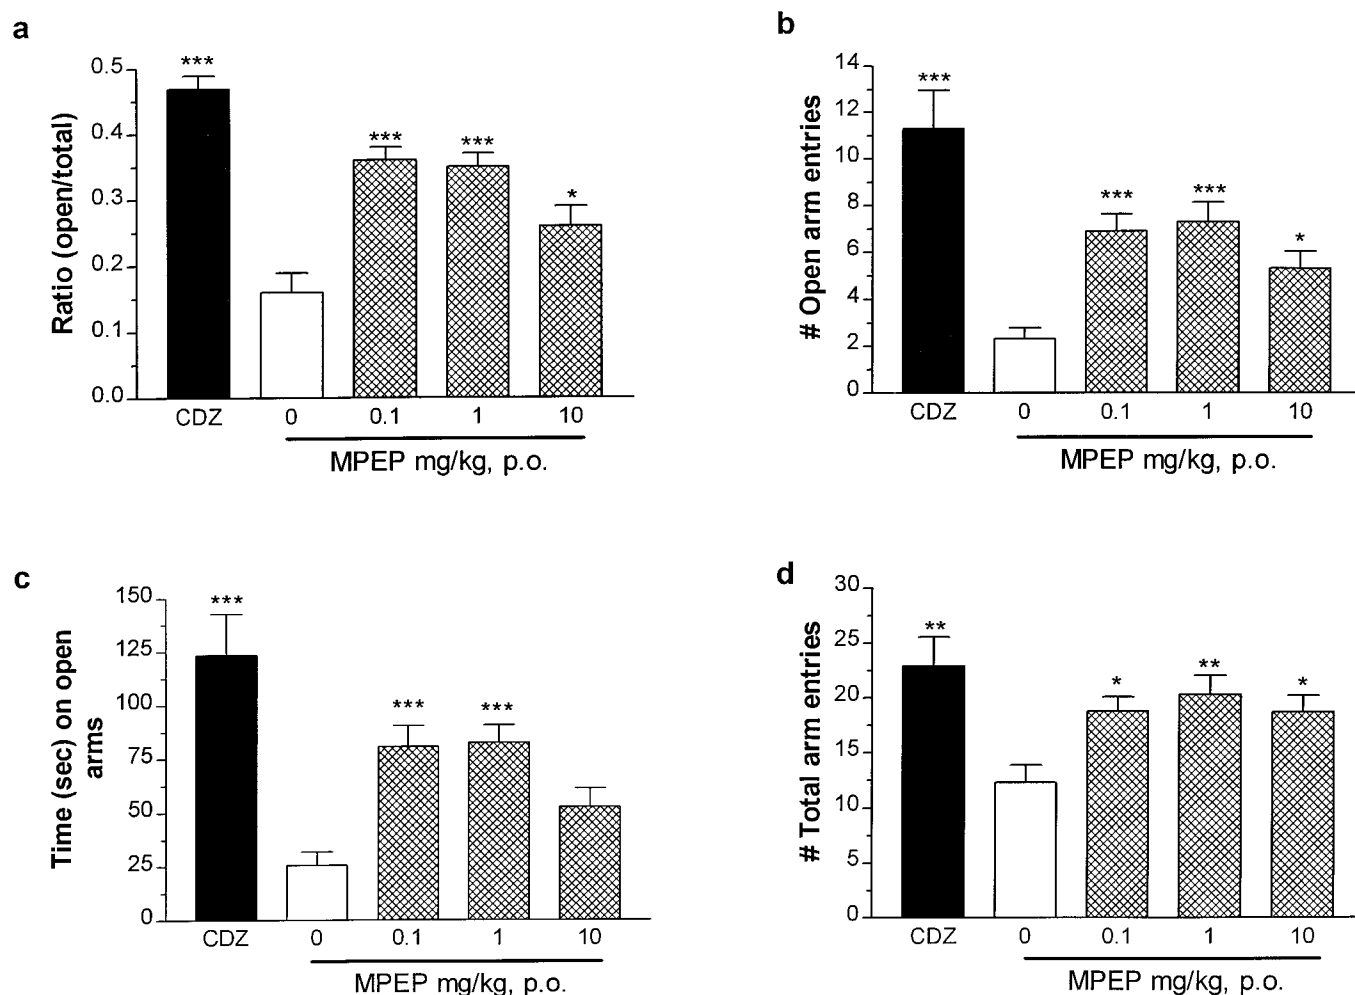 a
Ratio (open/total)
0.5
0.4
0.3
0.2
0.1
0.0
***
***
***
*
CDZ 0 0.1 1 10
MPEP mg/kg, p.o.
b
# Open arm entries
14
12
10
8
6
4
2
0
***
***
***
*
CDZ 0 0.1 1 10
MPEP mg/kg, p.o.
c
Time (sec) on open
arms
150
125
100
75
50
25
0
***
***
***
CDZ 0 0.1 1 10
MPEP mg/kg, p.o.
d
# Total arm entries
30
25
20
15
10
5
0
**
*
**
*
CDZ 0 0.1 1 10
MPEP mg/kg, p.o.